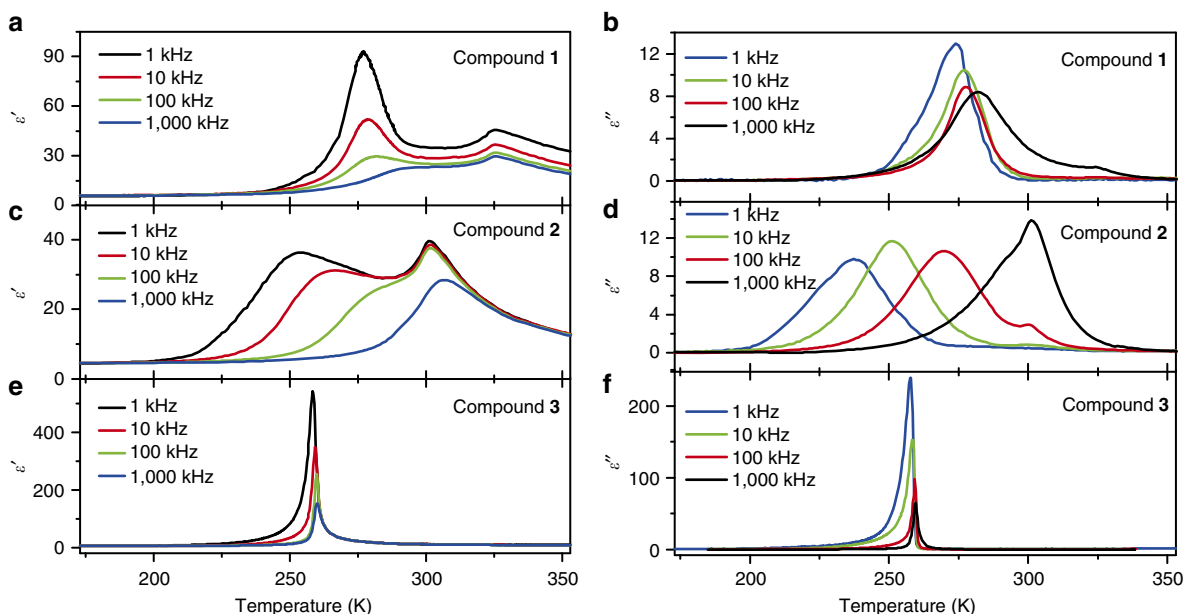 a
90
60
30
0
ε′
1 kHz
10 kHz
100 kHz
1,000 kHz
Compound 1
b
12
8
4
0
ε″
1 kHz
10 kHz
100 kHz
1,000 kHz
Compound 1
c
40
20
0
ε′
1 kHz
10 kHz
100 kHz
1,000 kHz
Compound 2
d
12
8
4
0
ε″
1 kHz
10 kHz
100 kHz
1,000 kHz
Compound 2
e
400
200
0
ε′
1 kHz
10 kHz
100 kHz
1,000 kHz
Compound 3
200 250 300 350
Temperature (K)
f
200
100
0
ε″
1 kHz
10 kHz
100 kHz
1,000 kHz
Compound 3
200 250 300 350
Temperature (K)